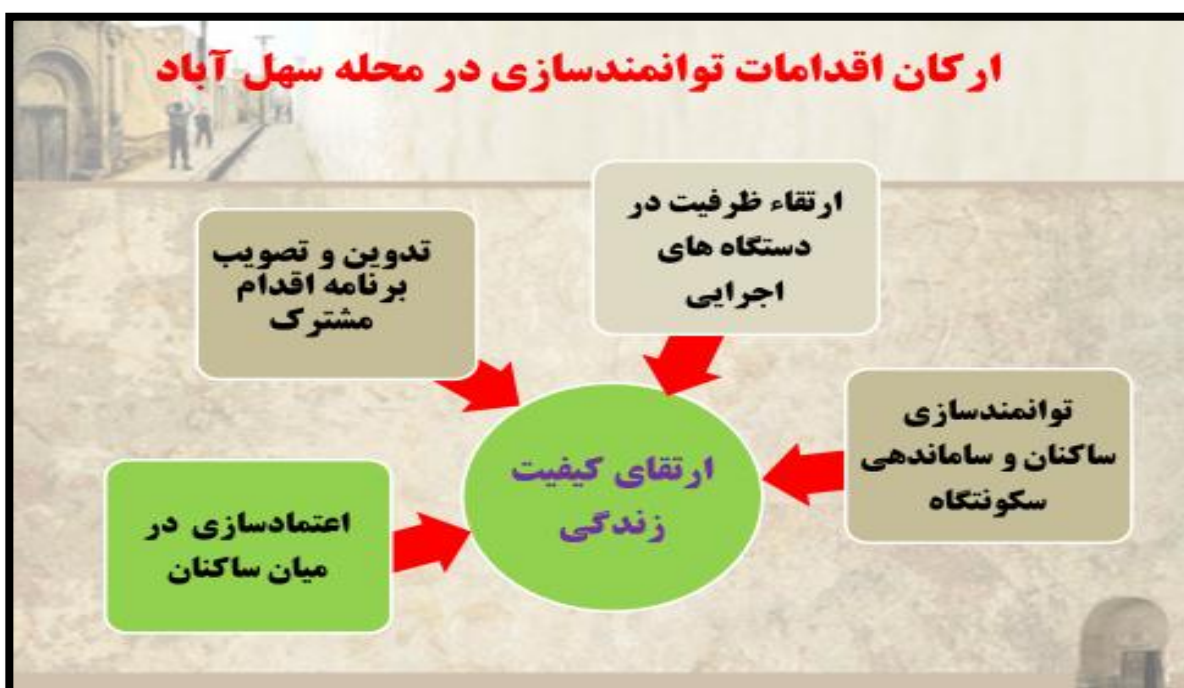 ارکان اقدامات توانمندسازی در محله سهل آباد
ارتقاء ظرفیت در
دستگاه های
اجرایی
تدوین و تصویب
برنامه اقدام
مشترک
توانمندسازی
ساکنان و ساماندهی
سکونتگاه
ارتقای کیفیت
زندگی
اعتمادسازی در
میان ساکنان